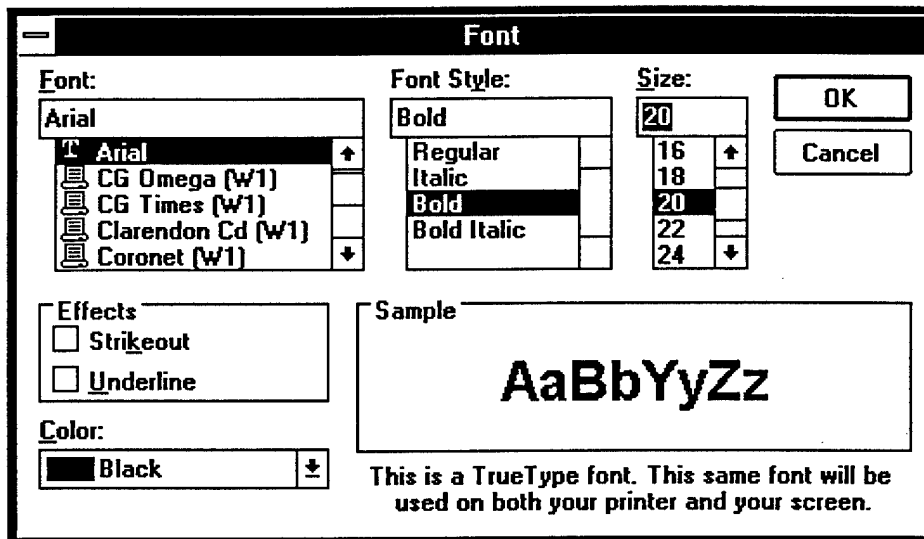 Font
Font:
Arial
T Arial
CG Omega (W1)
CG Times (W1)
Clarendon Cd (W1)
Coronet (W1)
Font Style:
Bold
Regular
Italic
Bold
Bold Italic
Size:
20
16
18
20
22
24
OK
Cancel
Effects
Strikeout
Underline
Color:
Black
Sample
AaBbYyZz
This is a TrueType font. This same font will be
used on both your printer and your screen.